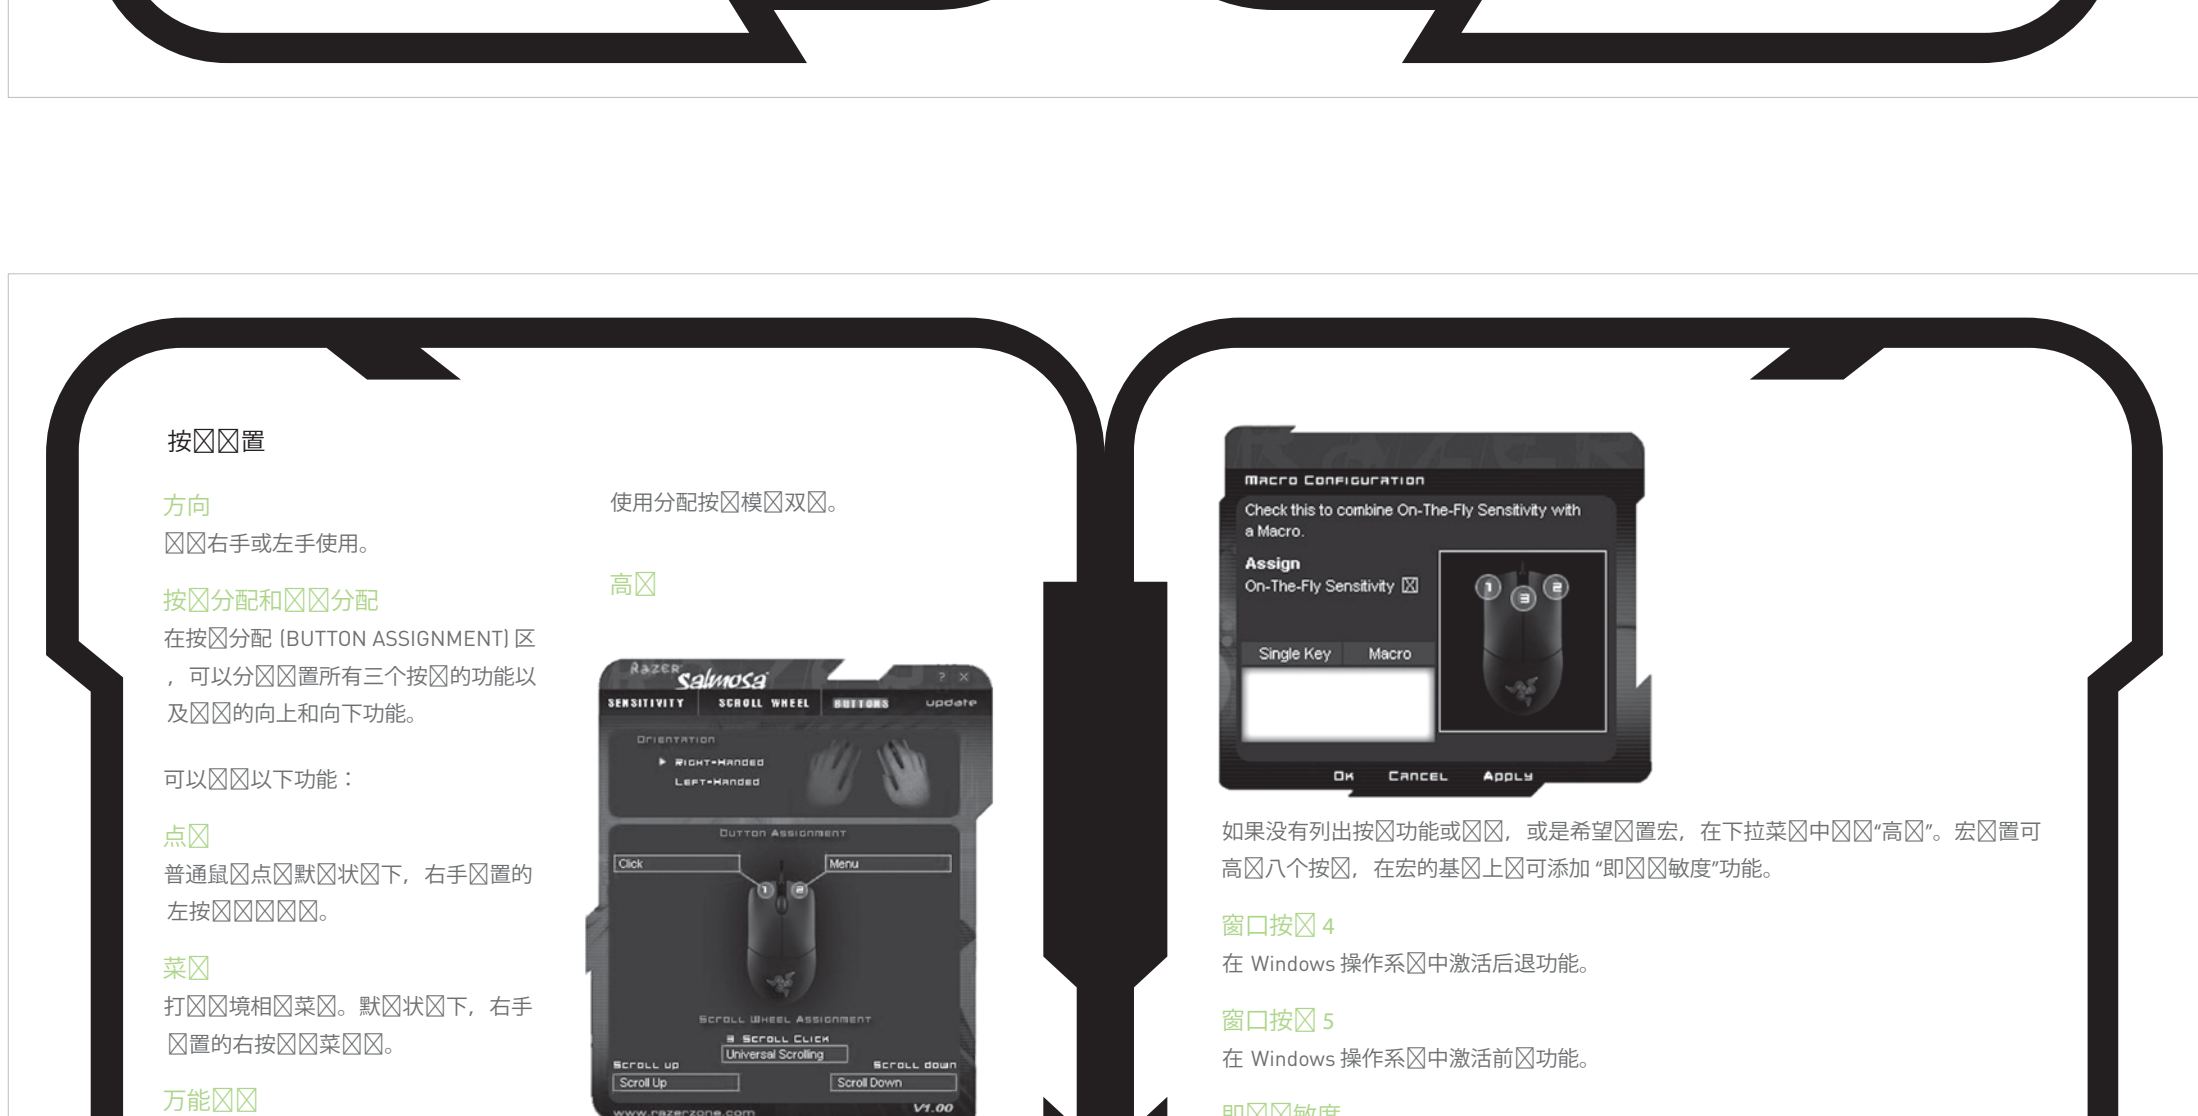 按☒☒置
方向
☒☒右手或左手使用。
按☒分配和☒☒分配
在按☒分配 (BUTTON ASSIGNMENT) 区
，可以分☒☒置所有三个按☒的功能以
及☒☒的向上和向下功能。
可以☒☒以下功能：
点☒
普通鼠☒点☒默☒状☒下，右手☒置的
左按☒☒☒☒☒。
菜☒
打☒☒境相☒菜☒。默☒状☒下，右手
☒置的右按☒☒菜☒☒。
万能☒☒
使用分配按☒模☒双☒。
高☒
Razer
Salmosa
? ×
SENSITIVITY SCROLL WHEEL BUTTONS update
Orientation
Right-Handed
Left-Handed
Button Assignment
Click Menu
1 2
Scroll Wheel Assignment
3 Scroll Click
Universal Scrolling
Scroll up Scroll down
Scroll Up Scroll Down
www.razerzone.com V1.00
RAZER
Macro Configuration
Check this to combine On-The-Fly Sensitivity with
a Macro.
Assign
On-The-Fly Sensitivity ☒
1 3 2
Single Key Macro
Ok Cancel Apply
如果没有列出按☒功能或☒☒，或是希望☒置宏，在下拉菜☒中☒☒“高☒”。宏☒置可
高☒八个按☒，在宏的基☒上☒可添加 “即☒☒敏度”功能。
窗口按☒ 4
在 Windows 操作系☒中激活后退功能。
窗口按☒ 5
在 Windows 操作系☒中激活前☒功能。
即☒☒敏度